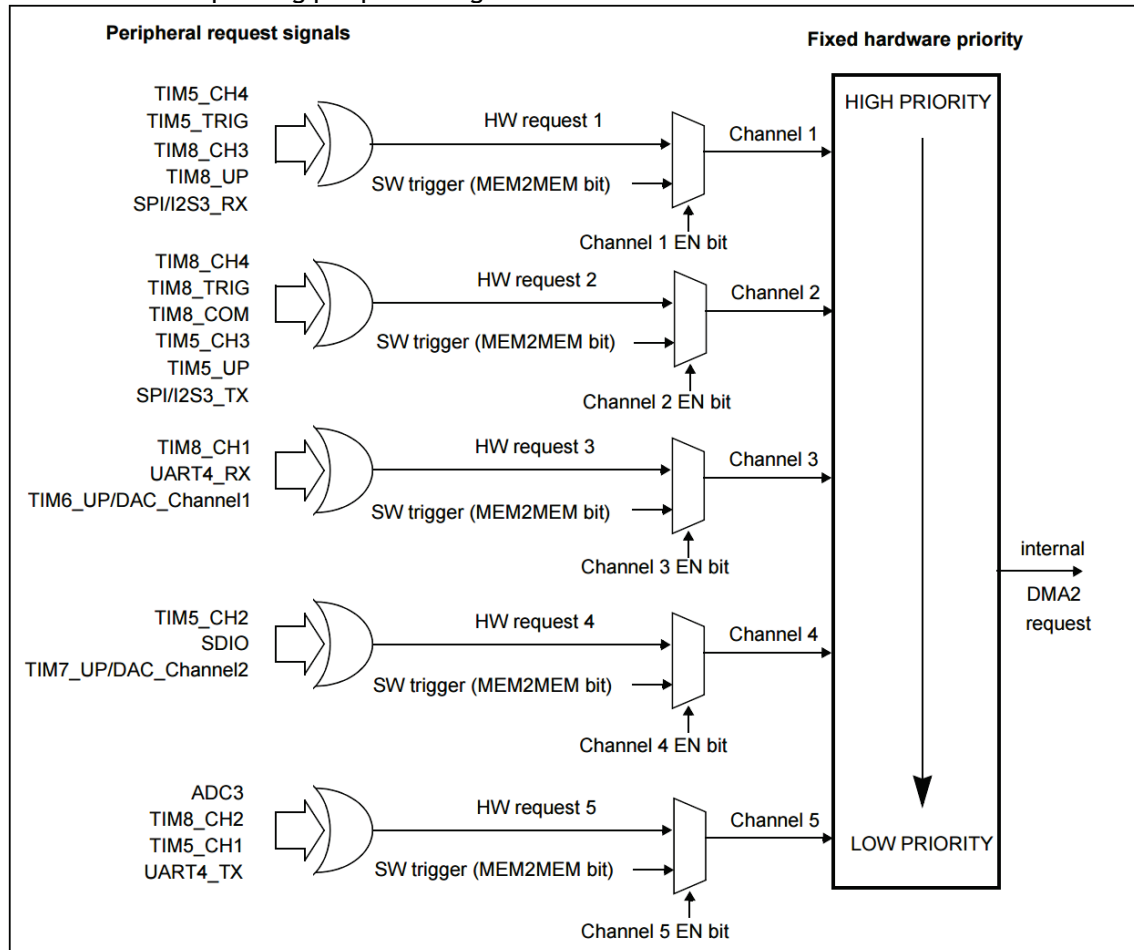 Peripheral request signals
Fixed hardware priority
TIM5_CH4
TIM5_TRIG
TIM8_CH3
TIM8_UP
SPI/I2S3_RX
HW request 1
SW trigger (MEM2MEM bit)
Channel 1
Channel 1 EN bit
HIGH PRIORITY
TIM8_CH4
TIM8_TRIG
TIM8_COM
TIM5_CH3
TIM5_UP
SPI/I2S3_TX
HW request 2
SW trigger (MEM2MEM bit)
Channel 2
Channel 2 EN bit
TIM8_CH1
UART4_RX
TIM6_UP/DAC_Channel1
HW request 3
SW trigger (MEM2MEM bit)
Channel 3
Channel 3 EN bit
internal
DMA2
request
TIM5_CH2
SDIO
TIM7_UP/DAC_Channel2
HW request 4
SW trigger (MEM2MEM bit)
Channel 4
Channel 4 EN bit
ADC3
TIM8_CH2
TIM5_CH1
UART4_TX
HW request 5
SW trigger (MEM2MEM bit)
Channel 5
Channel 5 EN bit
LOW PRIORITY